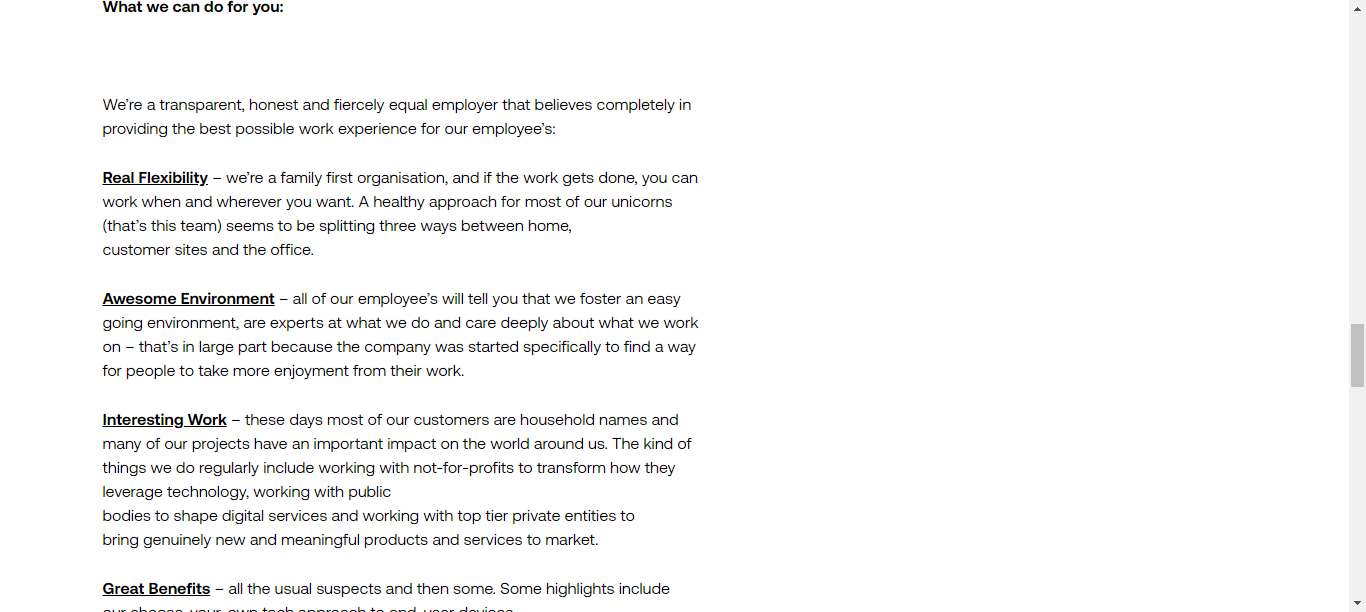 What we can do for you:
We’re a transparent, honest and fiercely equal employer that believes completely in
providing the best possible work experience for our employee’s:
Real Flexibility – we’re a family first organisation, and if the work gets done, you can
work when and wherever you want. A healthy approach for most of our unicorns
(that’s this team) seems to be splitting three ways between home,
customer sites and the office.
Awesome Environment – all of our employee’s will tell you that we foster an easy
going environment, are experts at what we do and care deeply about what we work
on – that’s in large part because the company was started specifically to find a way
for people to take more enjoyment from their work.
Interesting Work – these days most of our customers are household names and
many of our projects have an important impact on the world around us. The kind of
things we do regularly include working with not-for-profits to transform how they
leverage technology, working with public
bodies to shape digital services and working with top tier private entities to
bring genuinely new and meaningful products and services to market.
Great Benefits – all the usual suspects and then some. Some highlights include
our choose-your-own tech approach to end-user devices